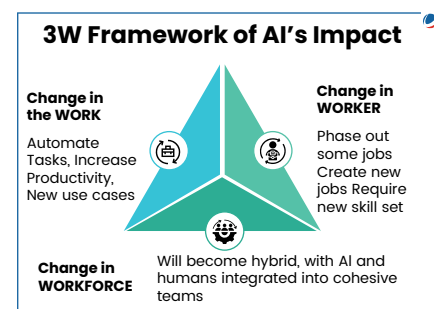 3W Framework of AI's Impact
Change in
the WORK
Automate
Tasks, Increase
Productivity,
New use cases
Change in
WORKER
Phase out
some jobs
Create new
jobs Require
new skill set
Change in
WORKFORCE
Will become hybrid, with AI and
humans integrated into cohesive
teams